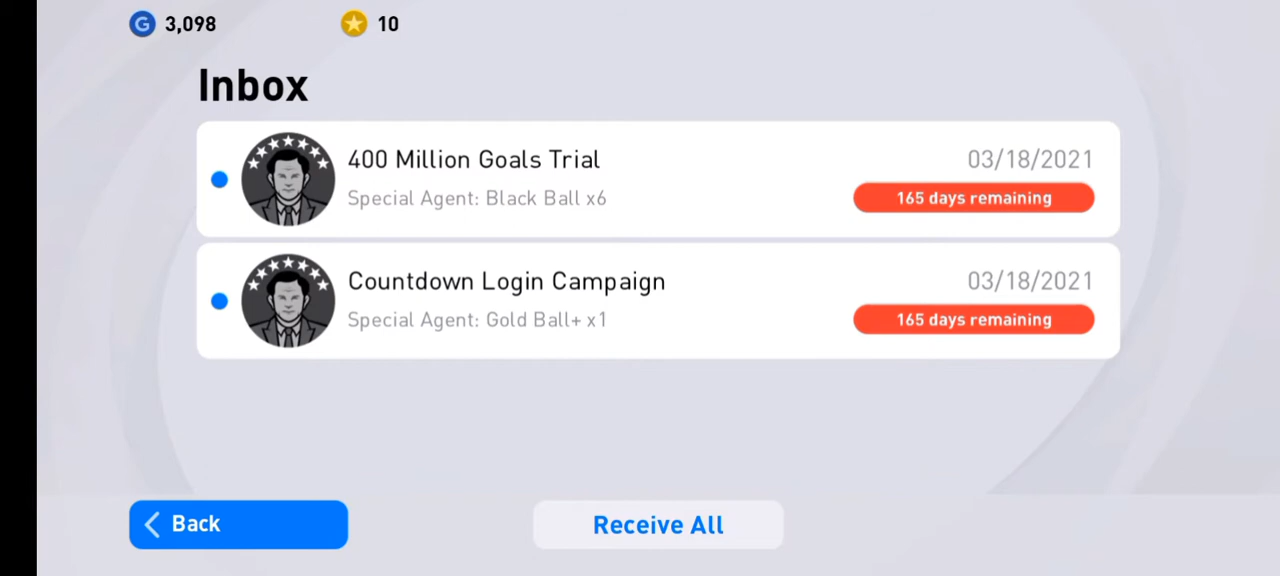 G 3,098 10
Inbox
400 Million Goals Trial 03/18/2021
Special Agent: Black Ball x6 165 days remaining
Countdown Login Campaign 03/18/2021
Special Agent: Gold Ball+ x1 165 days remaining
Back Receive All